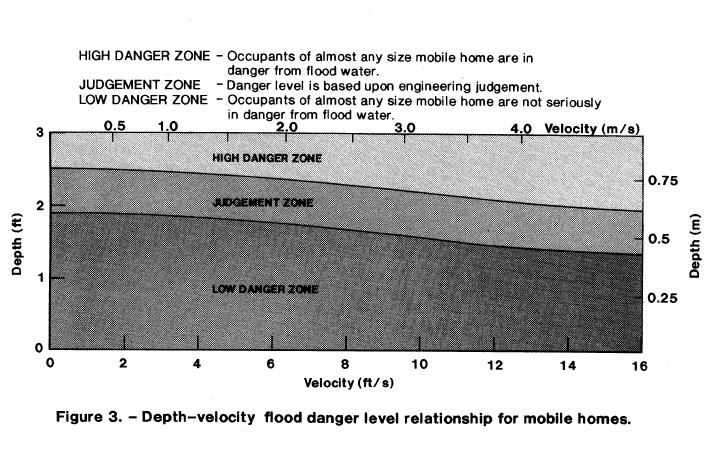 HIGH DANGER ZONE - Occupants of almost any size mobile home are in
danger from flood water.
JUDGEMENT ZONE - Danger level is based upon engineering judgement.
LOW DANGER ZONE - Occupants of almost any size mobile home are not seriously
in danger from flood water.
0.5 1.0 2.0 3.0 4.0 Velocity (m/s)
3
HIGH DANGER ZONE
0.75
2
JUDGEMENT ZONE
0.5
Depth (ft)
Depth (m)
1
LOW DANGER ZONE
0.25
0
0 2 4 6 8 10 12 14 16
Velocity (ft/s)
Figure 3. - Depth-velocity flood danger level relationship for mobile homes.